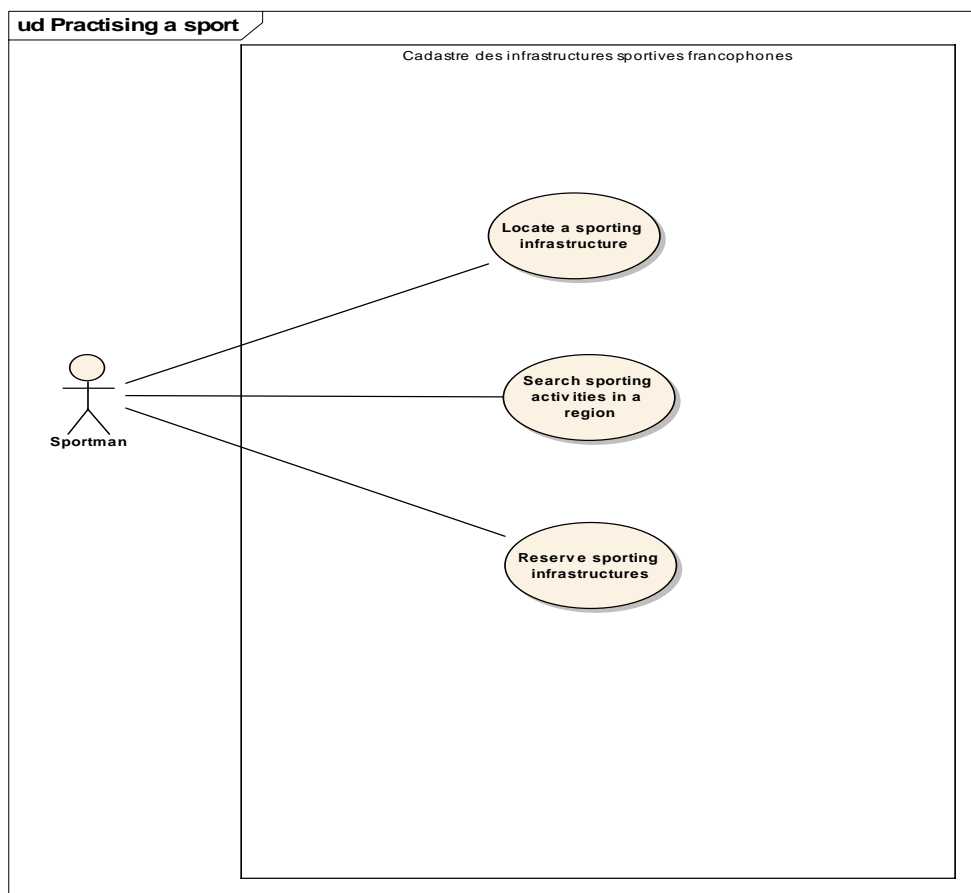 ud Practising a sport
Cadastre des infrastructures sportives francophones
Locate a sporting
infrastructure
Search sporting
activities in a
region
Sportman
Reserve sporting
infrastructures